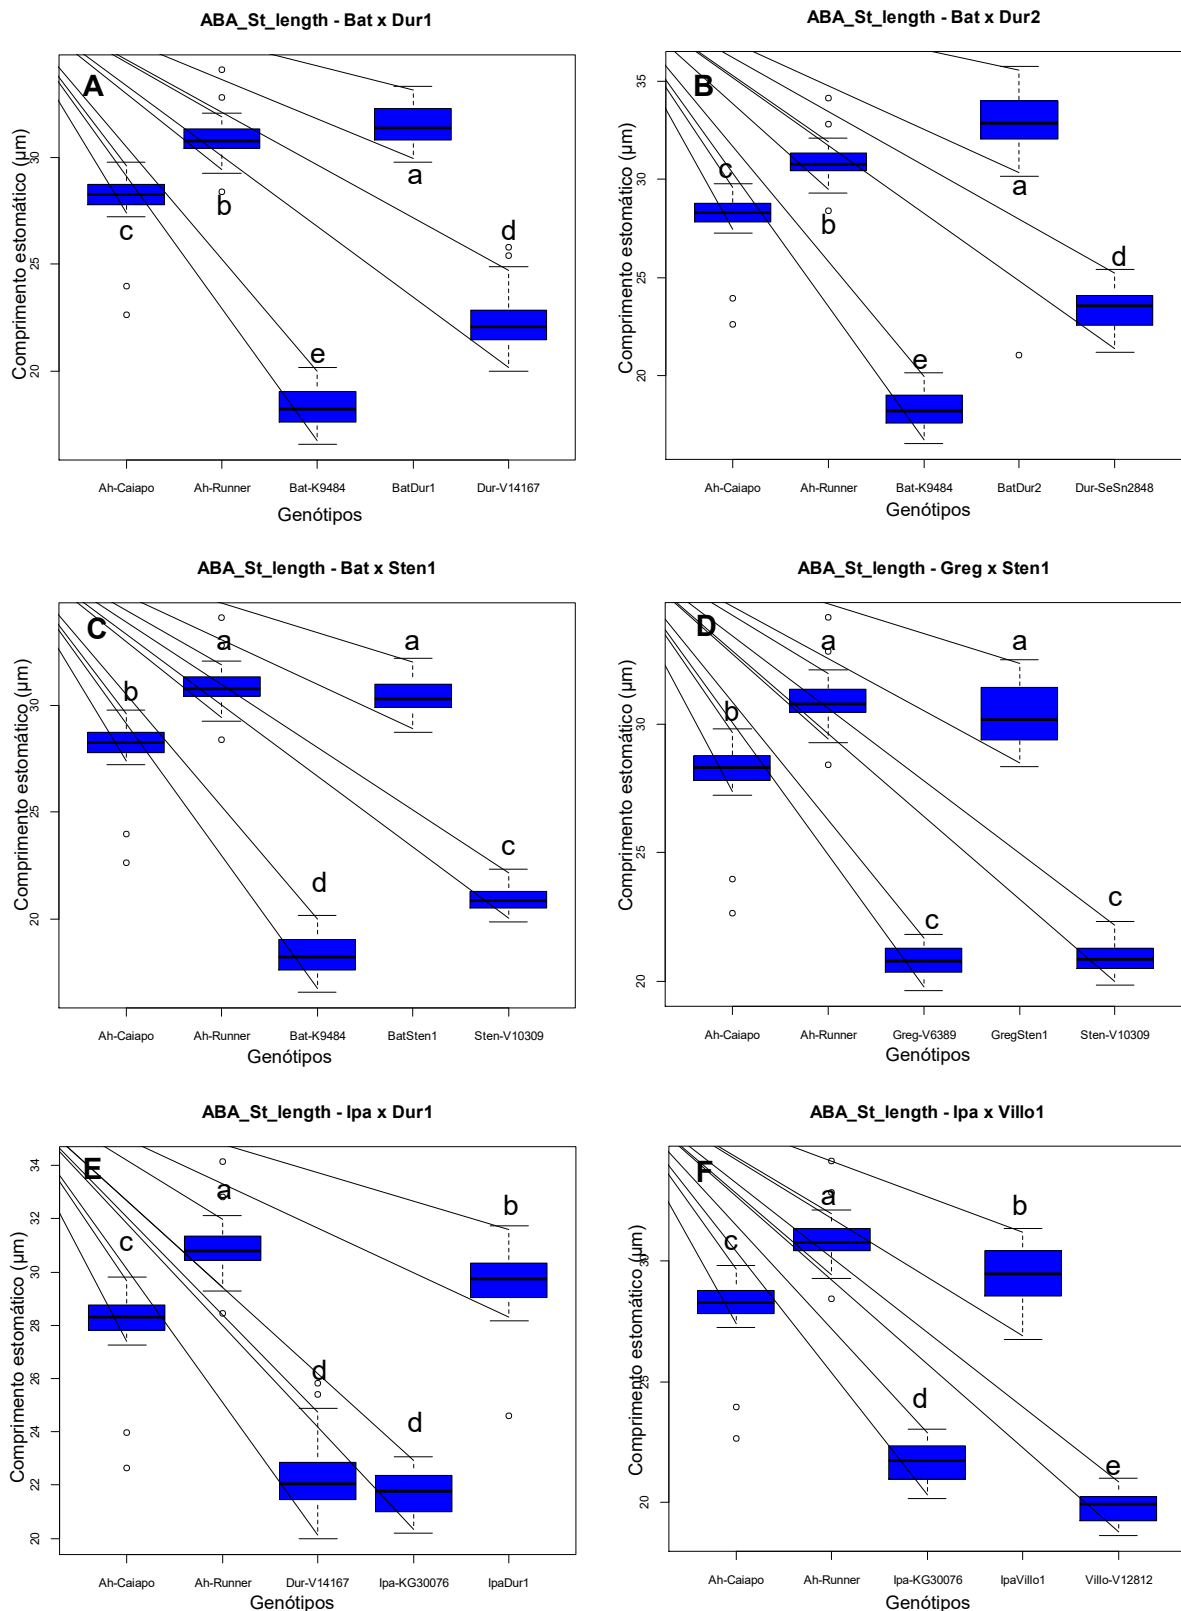 ABA_St_length - Bat x Dur1
A
Comprimento estomático (µm)
30
25
20
c
b
e
a
d
Ah-Caiapo Ah-Runner Bat-K9484 BatDur1 Dur-V14167
Genótipos
ABA_St_length - Bat x Dur2
B
Comprimento estomático (µm)
35
30
25
20
c
b
e
a
d
Ah-Caiapo Ah-Runner Bat-K9484 BatDur2 Dur-SeSn2848
Genótipos
ABA_St_length - Bat x Sten1
C
Comprimento estomático (µm)
30
25
20
b
a
d
a
c
Ah-Caiapo Ah-Runner Bat-K9484 BatSten1 Sten-V10309
Genótipos
ABA_St_length - Greg x Sten1
D
Comprimento estomático (µm)
30
25
20
b
a
c
a
c
Ah-Caiapo Ah-Runner Greg-V6389 GregSten1 Sten-V10309
Genótipos
ABA_St_length - Ipa x Dur1
E
Comprimento estomático (µm)
34
32
30
28
26
24
22
20
c
a
d
d
b
Ah-Caiapo Ah-Runner Dur-V14167 Ipa-KG30076 IpaDur1
Genótipos
ABA_St_length - Ipa x Villo1
F
Comprimento estomático (µm)
30
25
20
c
a
d
b
e
Ah-Caiapo Ah-Runner Ipa-KG30076 IpaVillo1 Villo-V12812
Genótipos